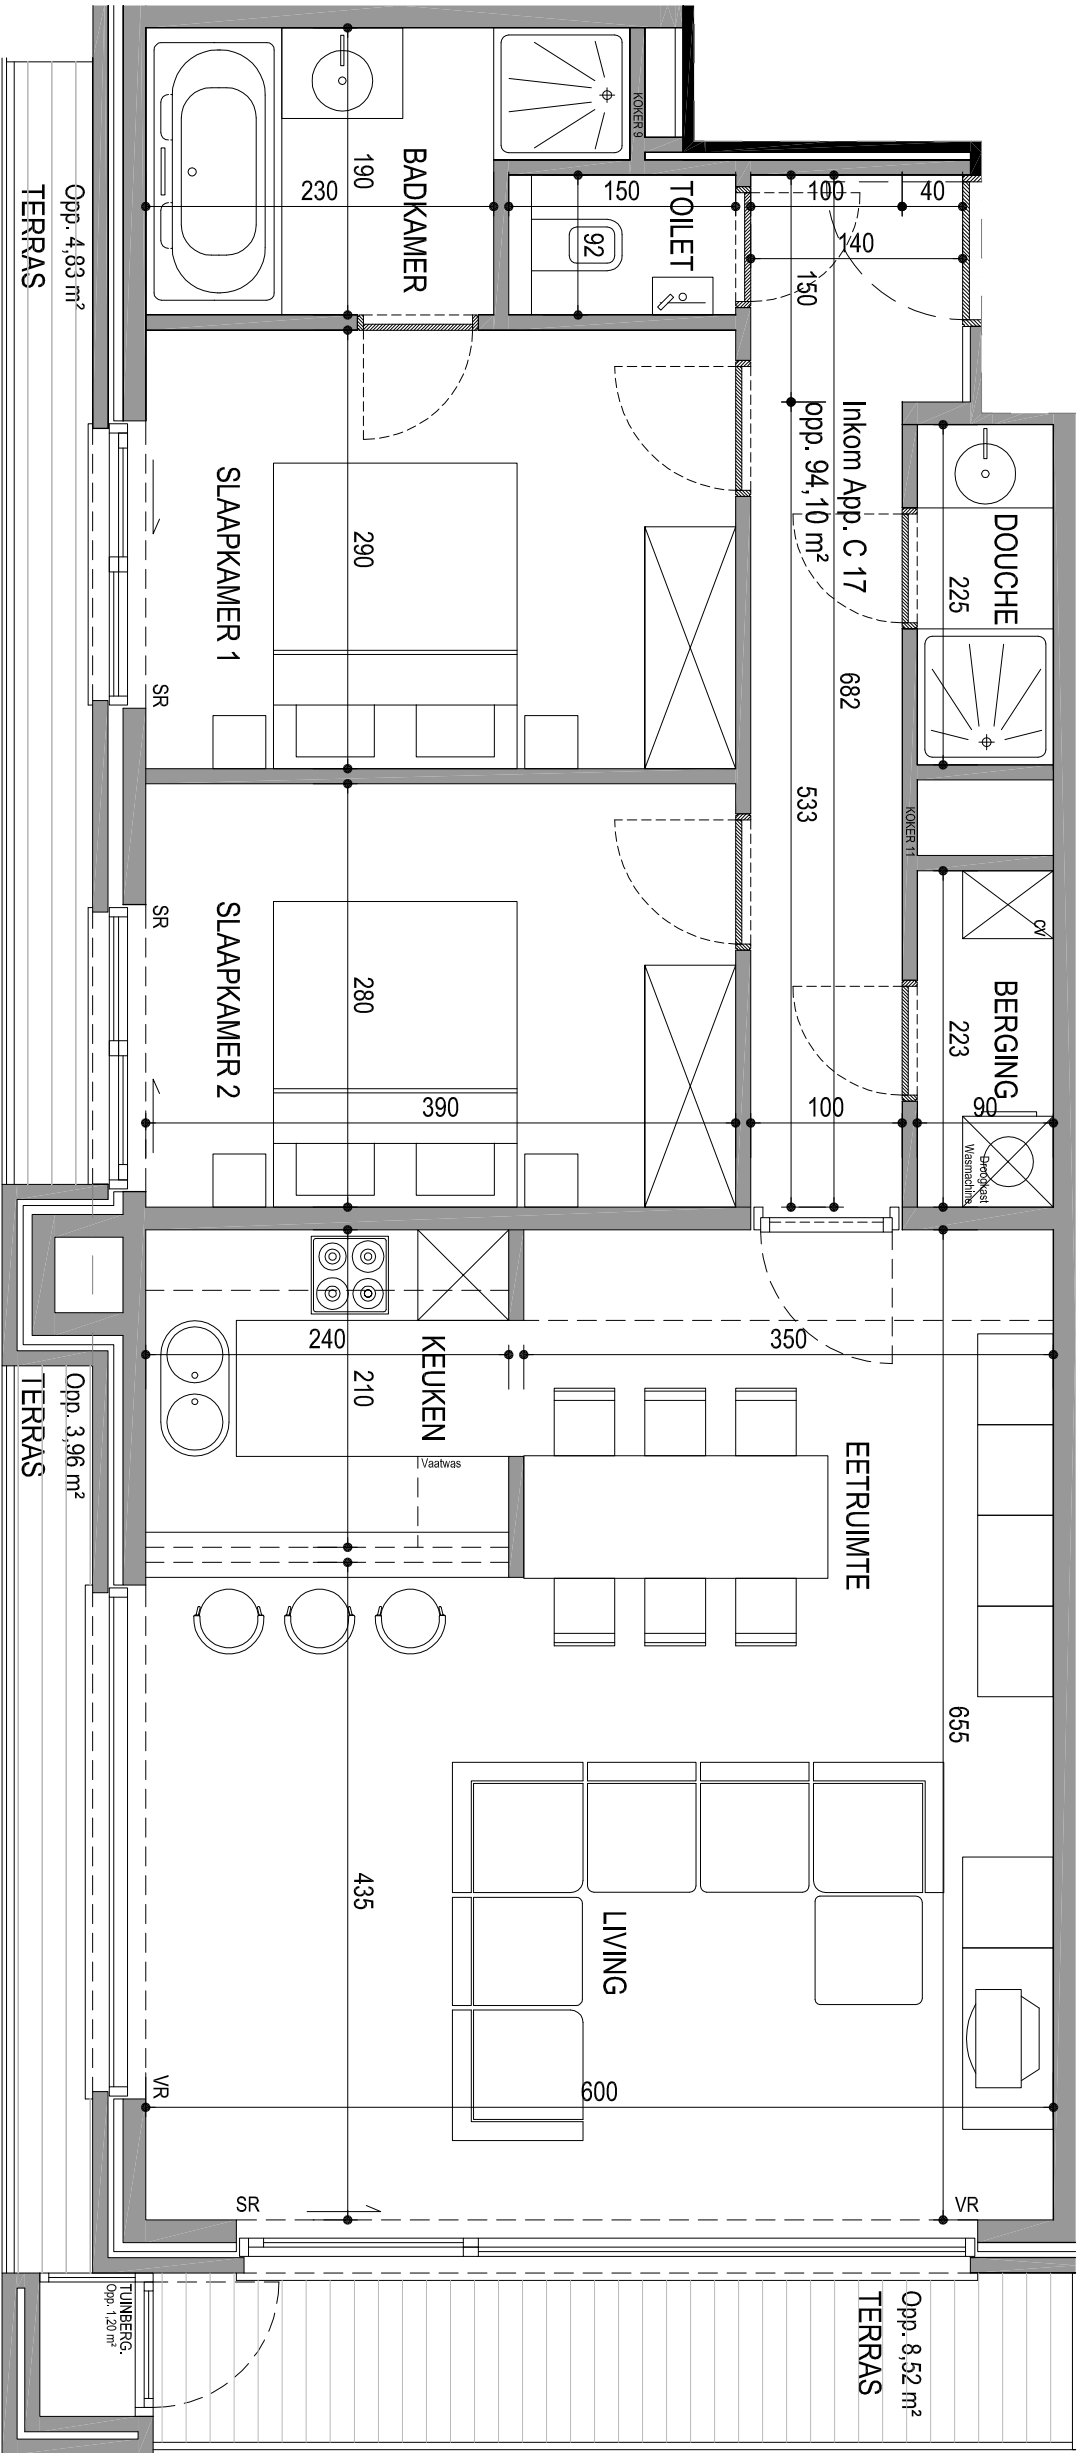 KOKER 9
BADKAMER
190
230
TOILET
150
92
100
40
140
150
TERRAS
Opp. 4,83 m²
Inkom App. C 17
opp. 94,10 m²
DOUCHE
225
682
533
SLAAPKAMER 1
290
SR
KOKER 11
CV
BERGING
223
90
Droogkast
Wasmachine
SLAAPKAMER 2
280
SR
390
100
KEUKEN
240
210
Vaatwas
350
EETRUIMTE
TERRAS
Opp. 3,96 m²
655
435
LIVING
600
VR
SR
VR
TUINBERG.
Opp. 1,20 m²
Opp. 8,52 m²
TERRAS